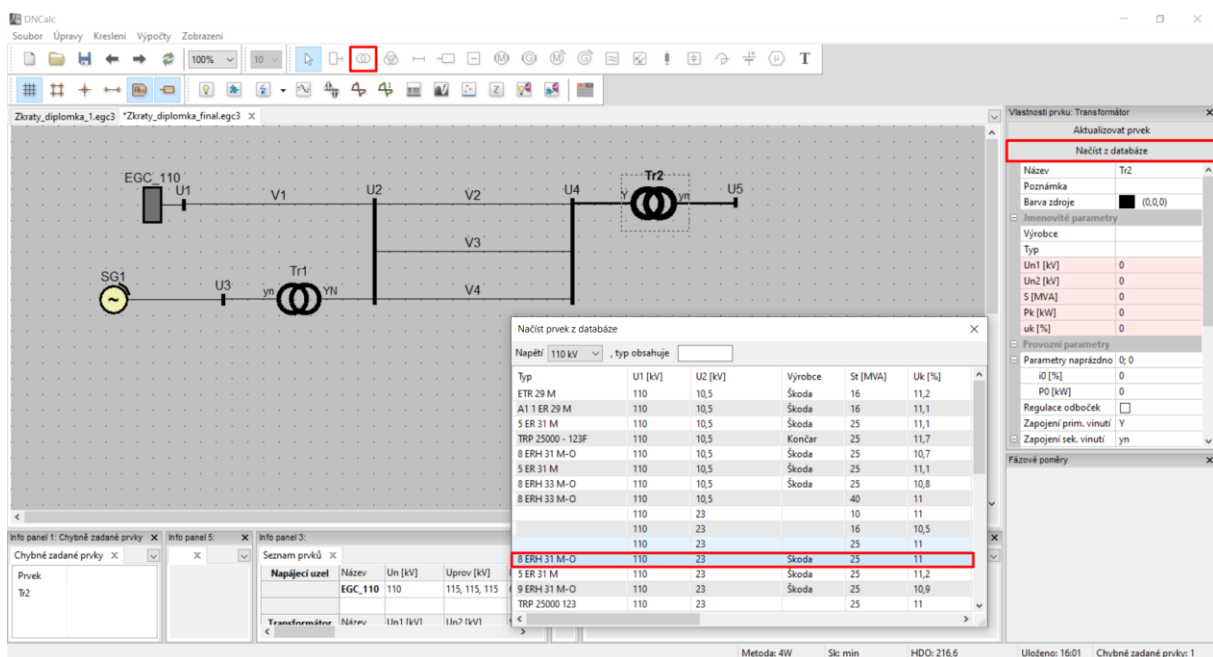 DNCalc
Soubor Úpravy Kreslení Výpočty Zobrazení
100% 10 T
Zkraty_diplomka_1.egc3 *Zkraty_diplomka_final.egc3 X
EGC_110
U1 V1 U2 V2 U4 Tr2 U5
Y yn
V3
SG1 U3 Tr1 V4
yn YN
Vlastnosti prvku: Transformátor
Aktualizovat prvek
Načíst z databáze
Název Tr2
Poznámka
Barva zdroje (0,0,0)
Jmenovité parametry
Výrobce
Typ
Un1 [kV] 0
Un2 [kV] 0
S [MVA] 0
Pk [kW] 0
uk [%] 0
Provozní parametry
Parametry naprázdno 0; 0
i0 [%] 0
P0 [kW] 0
Regulace odboček
Zapojení prim. vinutí Y
Zapojení sek. vinutí yn
Fázové poměry
Načíst prvek z databáze
Napětí 110 kV , typ obsahuje
Typ U1 [kV] U2 [kV] Výrobce St [MVA] Uk [%]
ETR 29 M 110 10,5 Škoda 16 11,2
A1 1 ER 29 M 110 10,5 Škoda 16 11,1
5 ER 31 M 110 10,5 Škoda 25 11,1
TRP 25000 - 123F 110 10,5 Končar 25 11,7
8 ERH 31 M-O 110 10,5 Škoda 25 10,7
5 ER 31 M 110 10,5 Škoda 25 11,1
8 ERH 33 M-O 110 10,5 Škoda 25 10,8
8 ERH 33 M-O 110 10,5 40 11
110 23 10 11
110 23 16 10,5
110 23 25 11
8 ERH 31 M-O 110 23 Škoda 25 11
5 ER 31 M 110 23 Škoda 25 11,2
9 ERH 31 M-O 110 23 Škoda 25 10,9
TRP 25000 123 110 23 25 11
Info panel 1: Chybně zadané prvky X Info panel 5: X Info panel 3:
Chybně zadané prvky X X Seznam prvků X
Prvek
Tr2
Napájecí uzel Název Un [kV] Uprov [kV]
EGC_110 110 115, 115, 115
Transformátor Název Un1 [kV] Un2 [kV]
Metoda: 4W Sk: min HDO: 216.6 Uloženo: 16:01 Chybně zadané prvky: 1